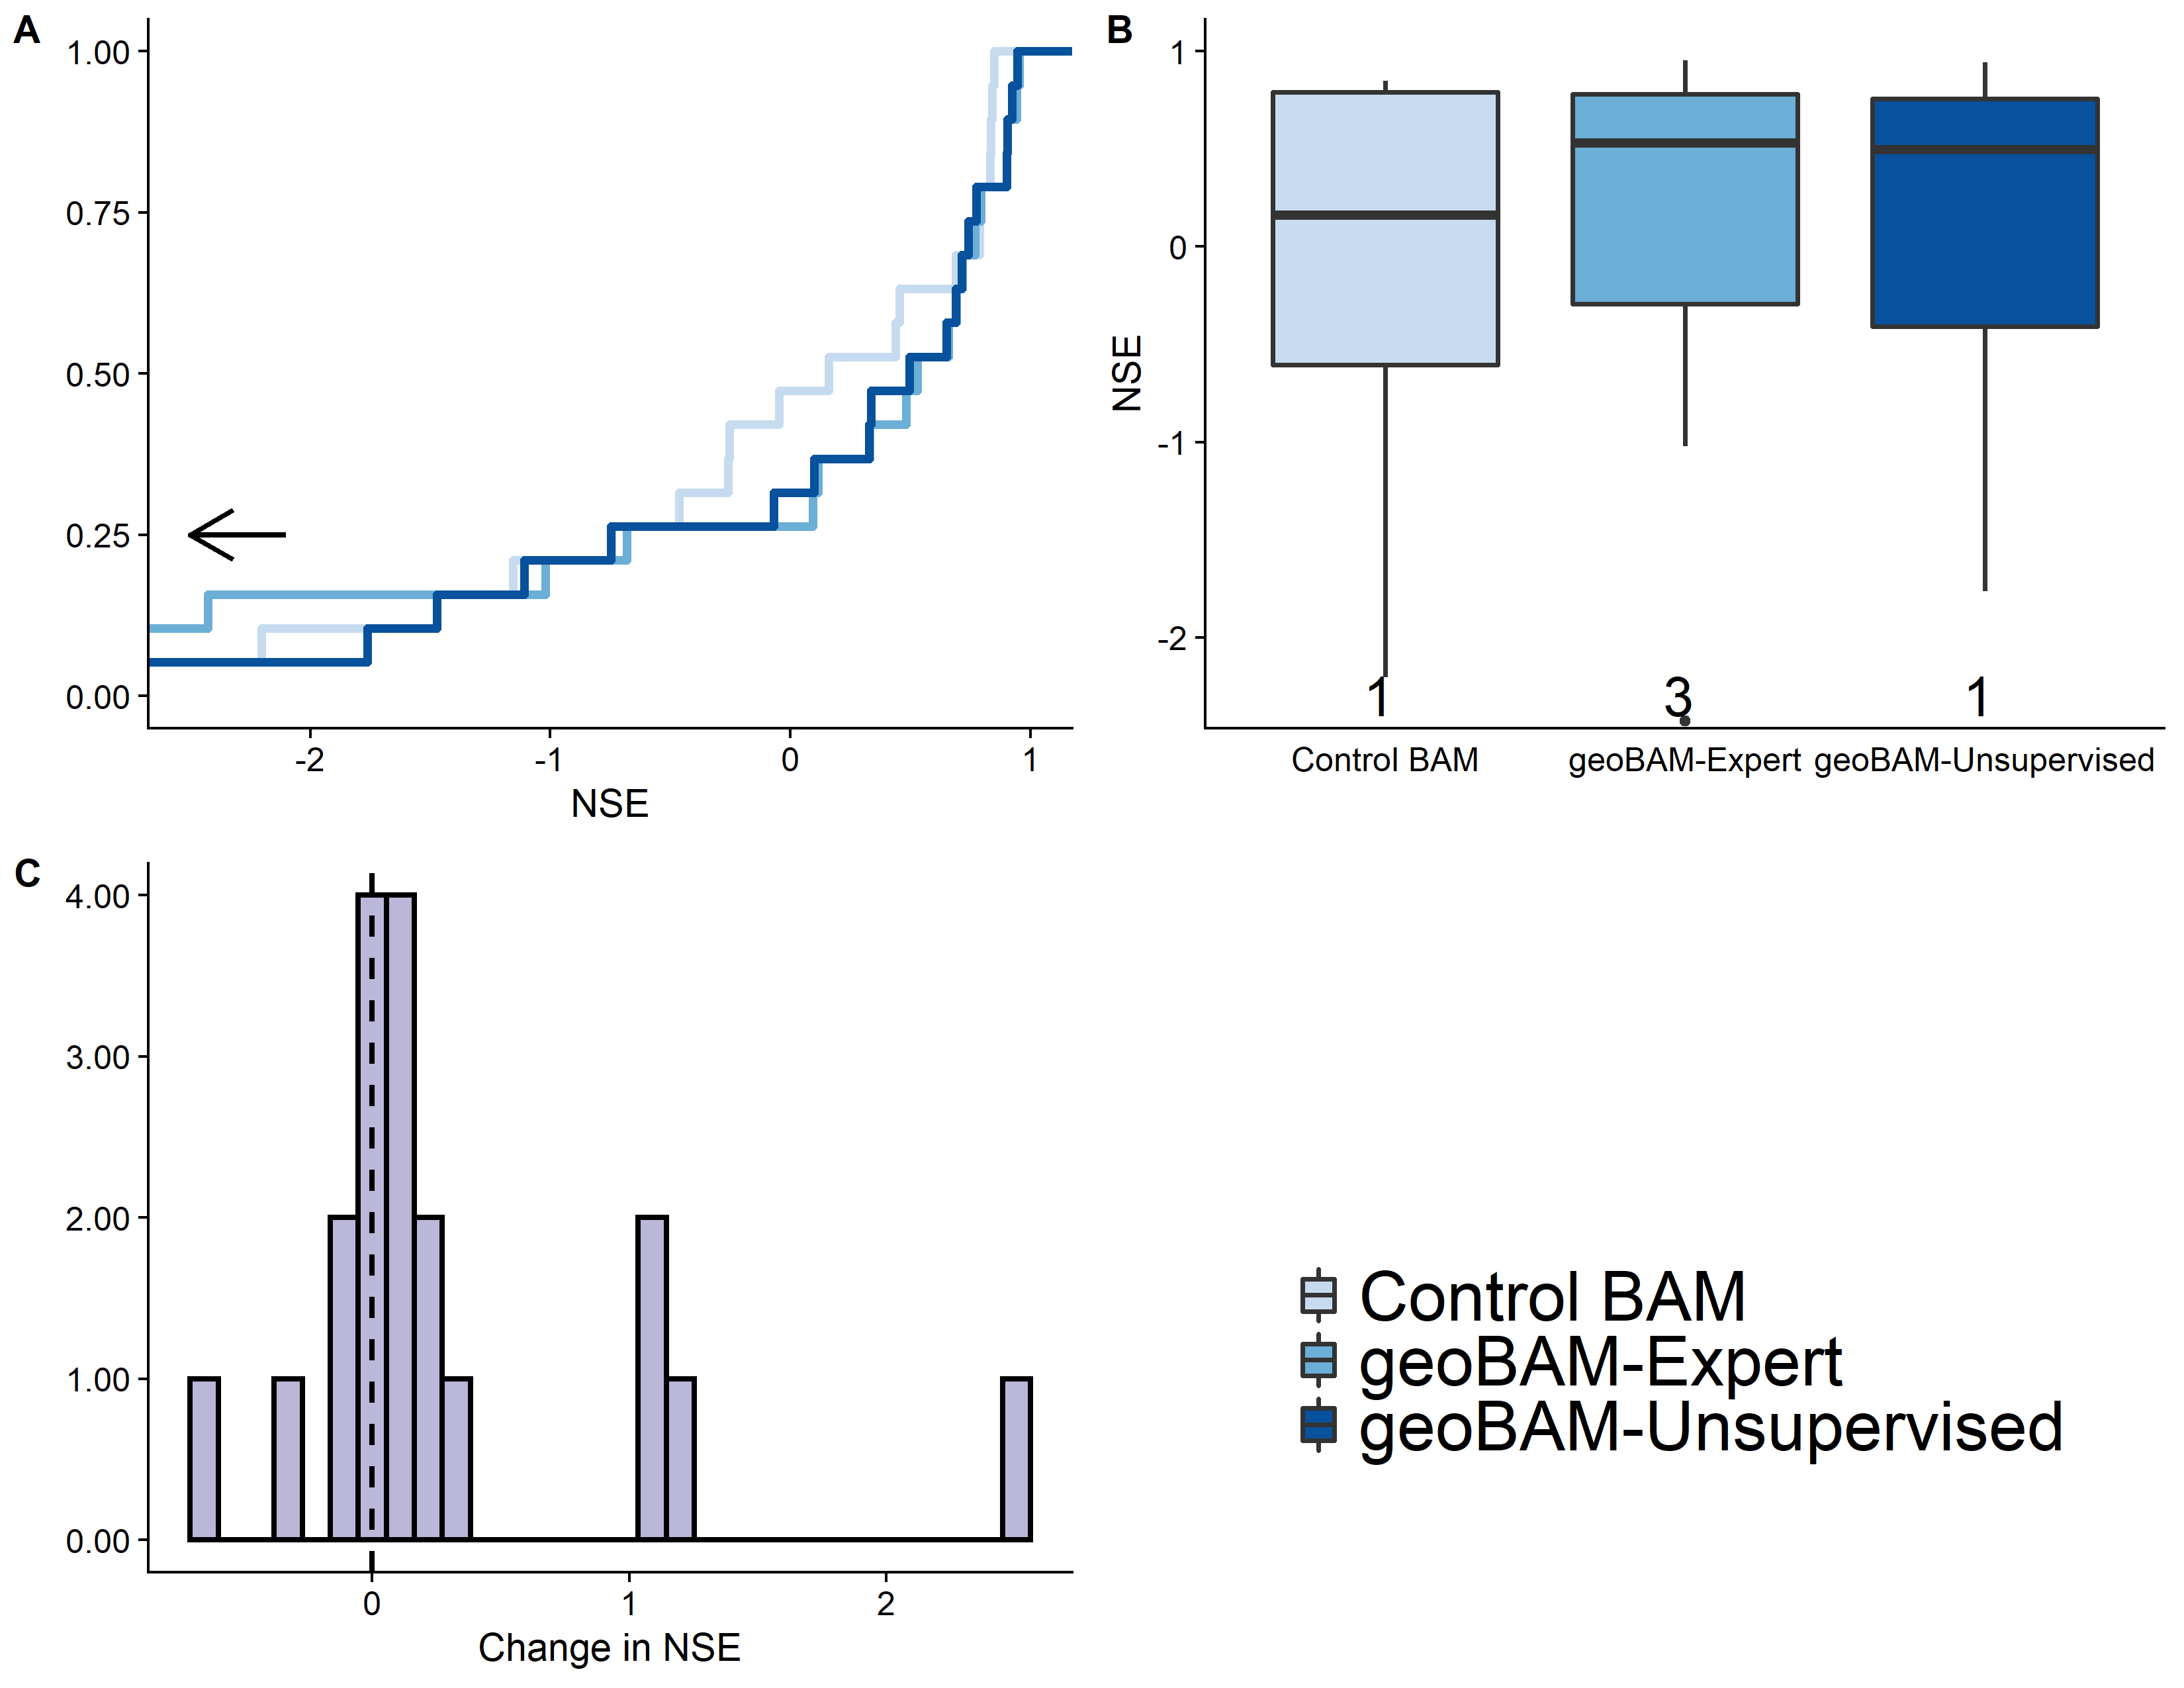 A
1.00
0.75
0.50
0.25
0.00
-2 -1 0 1
NSE
B
1
0
-1
-2
NSE
1 3 1
Control BAM geoBAM-Expert geoBAM-Unsupervised
C
4.00
3.00
2.00
1.00
0.00
0 1 2
Change in NSE
Control BAM
geoBAM-Expert
geoBAM-Unsupervised